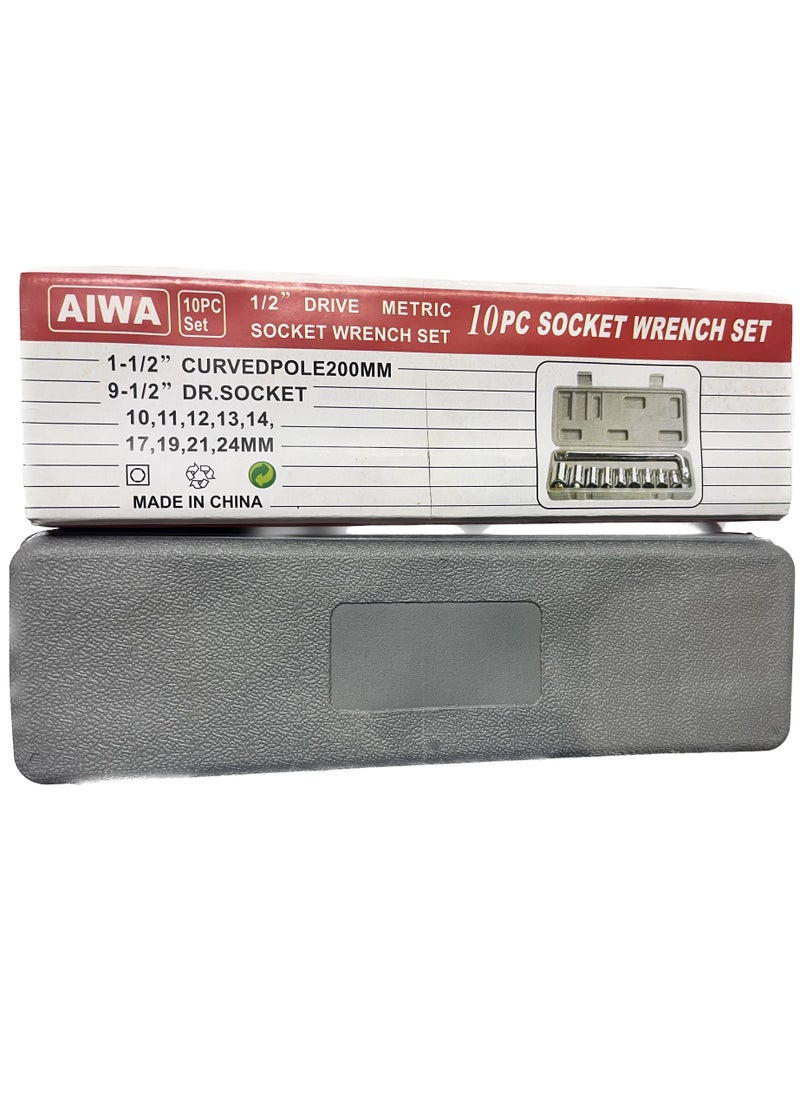 AIWA
10PC
Set
1/2” DRIVE METRIC
SOCKET WRENCH SET
10PC SOCKET WRENCH SET
1-1/2” CURVEDPOLE200MM
9-1/2” DR.SOCKET
10,11,12,13,14,
17,19,21,24MM
MADE IN CHINA